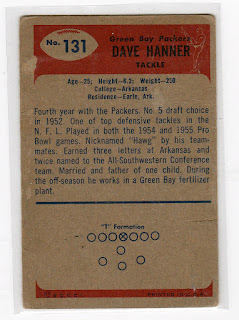 No. 131
Green Bay Packers
DAVE HANNER
TACKLE
Age—25; Height—6.2; Weight—250
College—Arkansas
Residence—Earle, Ark.
Fourth year with the Packers. No. 5 draft choice
in 1952. One of top defensive tackles in the
N. F. L. Played in both the 1954 and 1955 Pro
Bowl games. Nicknamed "Hawg" by his team-
mates. Earned three letters at Arkansas and
twice named to the All-Southwestern Conference
team. Married and father of one child. During
the off-season he works in a Green Bay fertilizer
plant.
"T" Formation
PRINTED IN U.S.A.